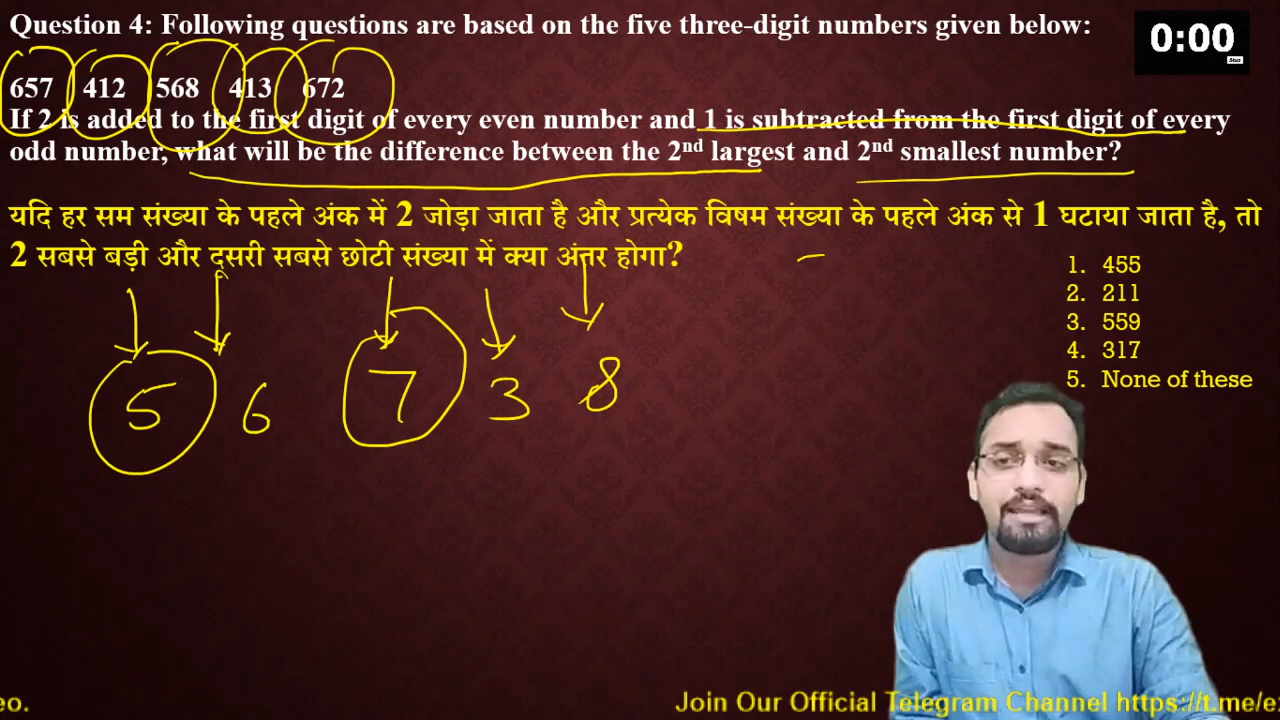 Question 4: Following questions are based on the five three-digit numbers given below:
0:00
657 412 568 413 672
If 2 is added to the first digit of every even number and 1 is subtracted from the first digit of every
odd number, what will be the difference between the 2nd largest and 2nd smallest number?
यदि हर सम संख्या के पहले अंक में 2 जोड़ा जाता है और प्रत्येक विषम संख्या के पहले अंक से 1 घटाया जाता है, तो
2 सबसे बड़ी और दूसरी सबसे छोटी संख्या में क्या अंतर होगा?
1. 455
2. 211
3. 559
4. 317
5. None of these
5 6 7 3 8
eo. Join Our Official Telegram Channel https://t.me/e